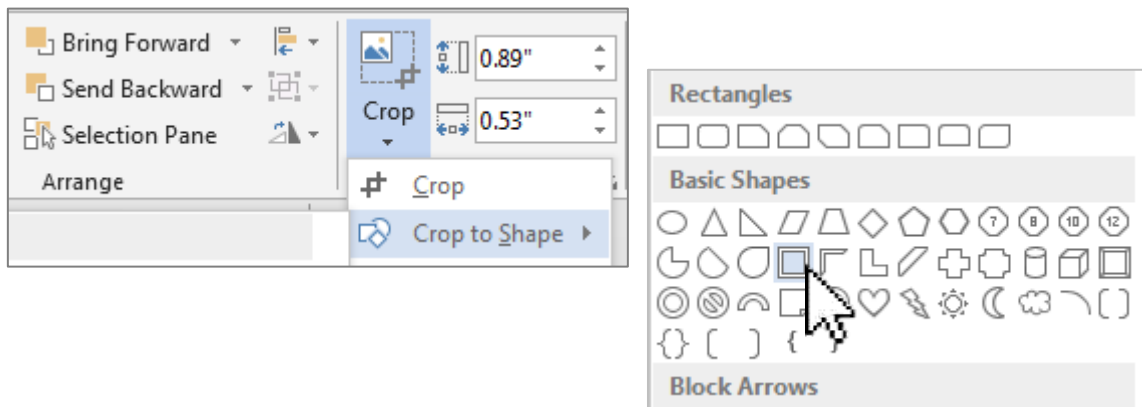 Bring Forward
Send Backward
Selection Pane
Arrange
Crop
0.89"
0.53"
Crop
Crop to Shape
Rectangles
Basic Shapes
7 8 10 12
Block Arrows